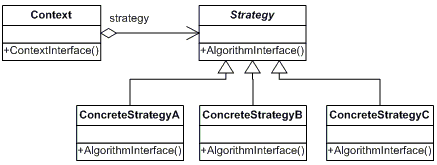 Context
strategy
Strategy
+ContextInterface()
+AlgorithmInterface()
ConcreteStrategyA
ConcreteStrategyB
ConcreteStrategyC
+AlgorithmInterface()
+AlgorithmInterface()
+AlgorithmInterface()